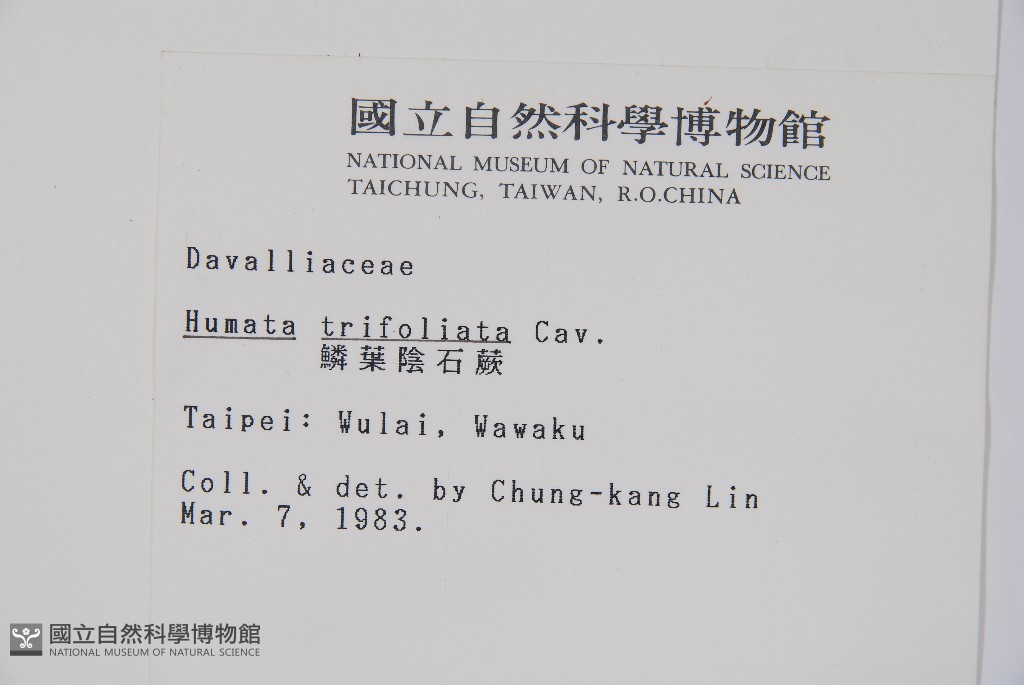 國立自然科學博物館
NATIONAL MUSEUM OF NATURAL SCIENCE
TAICHUNG, TAIWAN, R.O.CHINA
Davalliaceae
Humata trifoliata Cav.
鱗葉陰石蕨
Taipei: Wulai, Wawaku
Coll. & det. by Chung-kang Lin
Mar. 7, 1983.
國立自然科學博物館
NATIONAL MUSEUM OF NATURAL SCIENCE